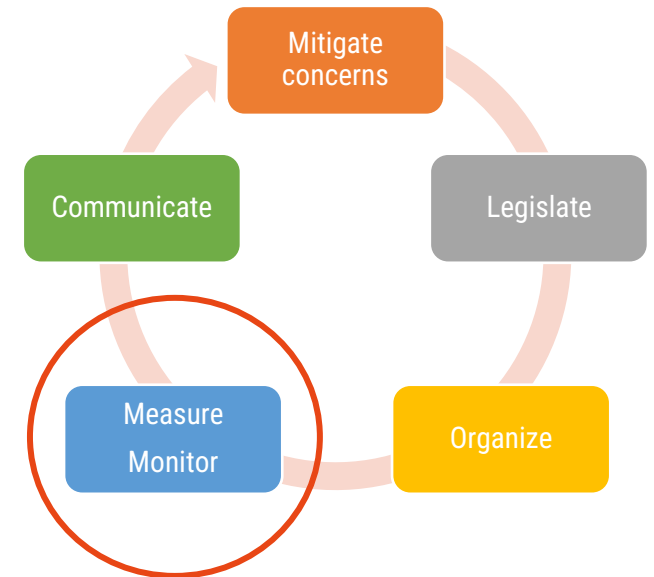 Mitigate
concerns
Communicate
Legislate
Measure
Monitor
Organize